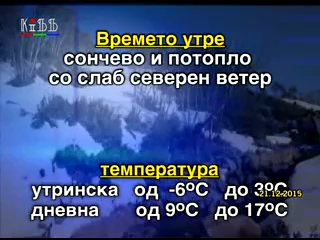 Времето утре
сончево и потопло
со слаб северен ветер
температура
утринска од -6ºC до 3ºC
21.12.2015
дневна од 9ºC до 17ºC